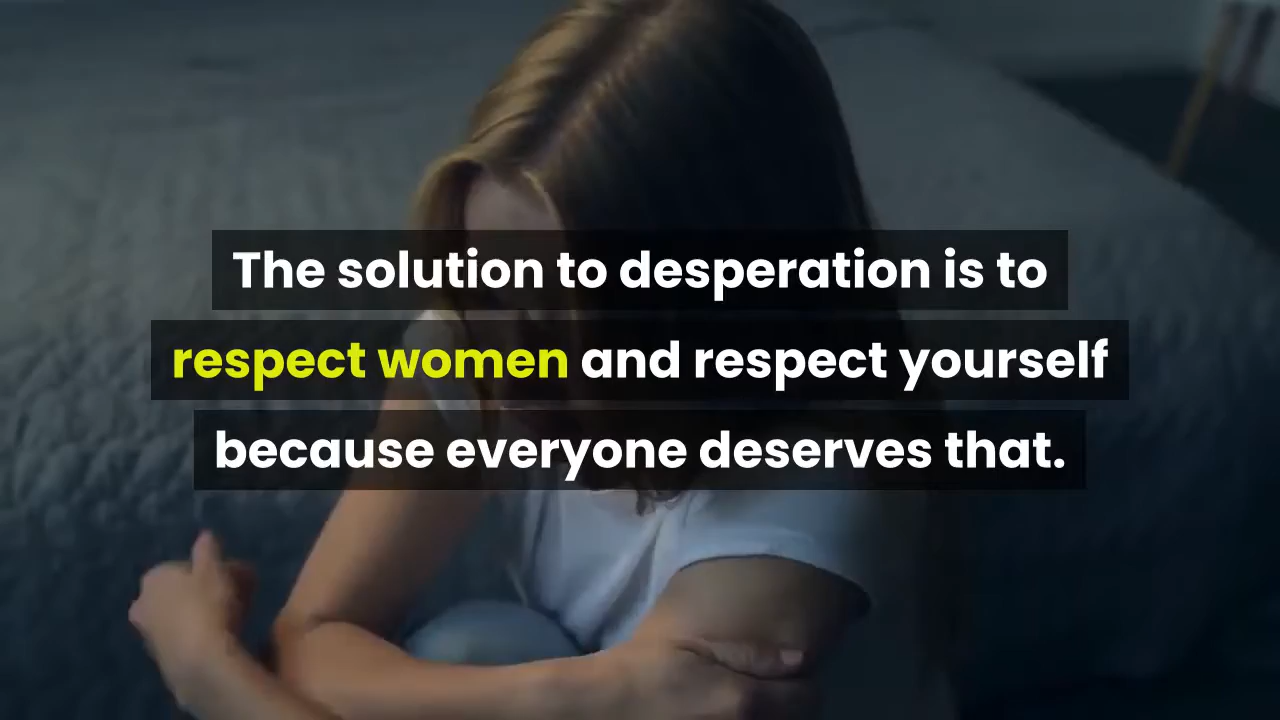 The solution to desperation is to
respect women and respect yourself
because everyone deserves that.